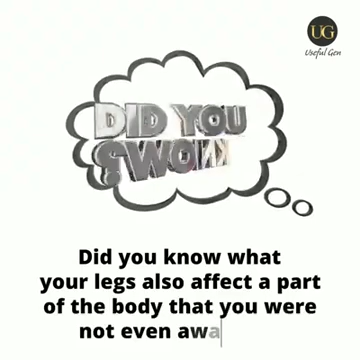 UG
Useful Gen
DID YOU
KNOW?
Did you know what
your legs also affect a part
of the body that you were
not even awa